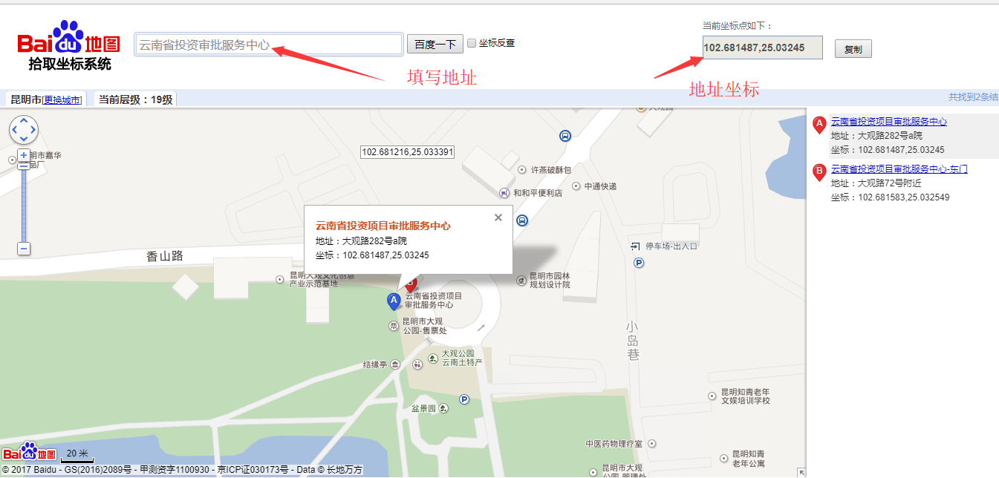 当前坐标点如下：
Bai du 地图
拾取坐标系统
云南省投资审批服务中心
百度一下
坐标反查
102.681487,25.03245
复制
填写地址
地址坐标
昆明市[更换城市]
当前层级：19级
共找到2条结
大观园
A
云南省投资项目审批服务中心
地址：大观路282号a院
坐标：102.681487,25.03245
B
云南省投资项目审批服务中心-东门
地址：大观路72号附近
坐标：102.681583,25.032549
明市嘉华
品厂
102.681216,25.033391
许燕破酥包
中通快递
和和平便利店
云南省投资项目审批服务中心
地址：大观路282号a院
坐标：102.681487,25.03245
停车场-出入口
P
香山路
昆明大观文化创意
产业示范基地
昆明市园林
规划设计院
B
A
云南省投资项目
审批服务中心
昆明市大观
公园-售票处
票
小岛巷
大观公园
云南土特产
结缘亭
昆明知青老年
文娱培训学校
P
盆景园
中医药物理疗室
昆明知青
老年公寓
昆明市大观
公园-管理处
Bai du 地图
20 米
© 2017 Baidu - GS(2016)2089号 - 甲测资字1100930 - 京ICP证030173号 - Data © 长地万方